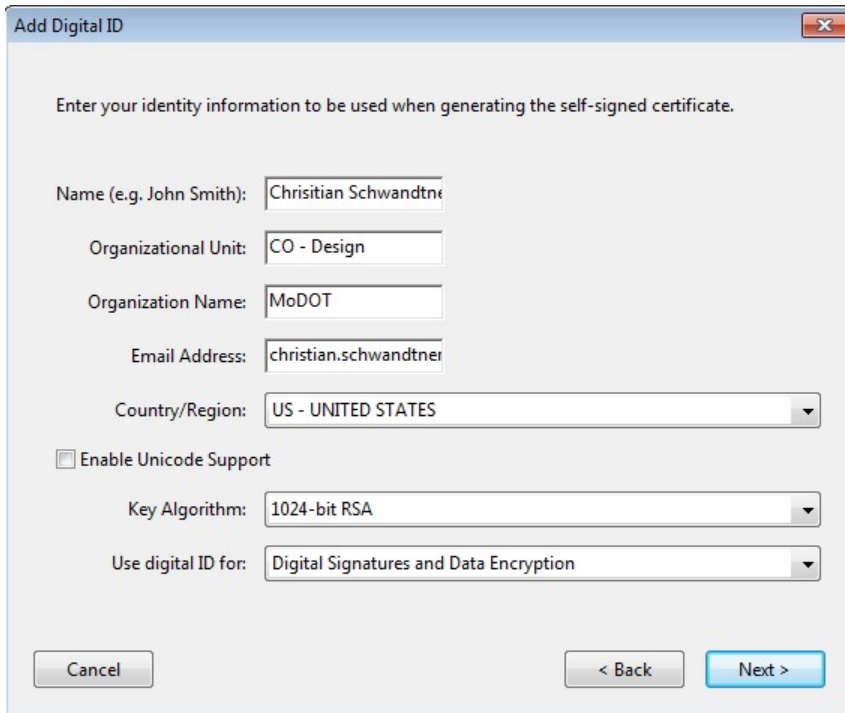 Add Digital ID
Enter your identity information to be used when generating the self-signed certificate.
Name (e.g. John Smith): Chrisitian Schwandtne
Organizational Unit: CO - Design
Organization Name: MoDOT
Email Address: christian.schwandtner
Country/Region: US - UNITED STATES
Enable Unicode Support
Key Algorithm: 1024-bit RSA
Use digital ID for: Digital Signatures and Data Encryption
Cancel < Back Next >